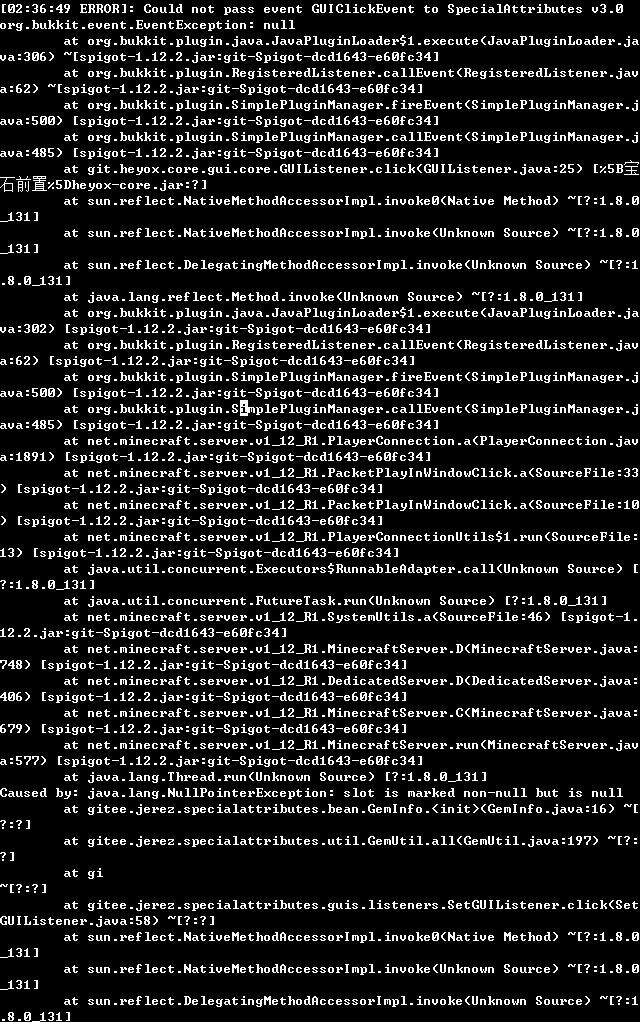 [02:36:49 ERROR]: Could not pass event GUIClickEvent to SpecialAttributes v3.0
org.bukkit.event.EventException: null
at org.bukkit.plugin.java.JavaPluginLoader$1.execute(JavaPluginLoader.ja
va:306) ~[spigot-1.12.2.jar:git-Spigot-dcd1643-e60fc34]
at org.bukkit.plugin.RegisteredListener.callEvent(RegisteredListener.jav
a:62) ~[spigot-1.12.2.jar:git-Spigot-dcd1643-e60fc34]
at org.bukkit.plugin.SimplePluginManager.fireEvent(SimplePluginManager.j
ava:500) [spigot-1.12.2.jar:git-Spigot-dcd1643-e60fc34]
at org.bukkit.plugin.SimplePluginManager.callEvent(SimplePluginManager.j
ava:485) [spigot-1.12.2.jar:git-Spigot-dcd1643-e60fc34]
at git.heyox.core.gui.core.GUIListener.click(GUIListener.java:25) [%5B宝
石前置%5Dheyox-core.jar:?]
at sun.reflect.NativeMethodAccessorImpl.invoke0(Native Method) ~[?:1.8.0
_131]
at sun.reflect.NativeMethodAccessorImpl.invoke(Unknown Source) ~[?:1.8.0
_131]
at sun.reflect.DelegatingMethodAccessorImpl.invoke(Unknown Source) ~[?:1
.8.0_131]
at java.lang.reflect.Method.invoke(Unknown Source) ~[?:1.8.0_131]
at org.bukkit.plugin.java.JavaPluginLoader$1.execute(JavaPluginLoader.ja
va:302) [spigot-1.12.2.jar:git-Spigot-dcd1643-e60fc34]
at org.bukkit.plugin.RegisteredListener.callEvent(RegisteredListener.jav
a:62) [spigot-1.12.2.jar:git-Spigot-dcd1643-e60fc34]
at org.bukkit.plugin.SimplePluginManager.fireEvent(SimplePluginManager.j
ava:500) [spigot-1.12.2.jar:git-Spigot-dcd1643-e60fc34]
at org.bukkit.plugin.SimplePluginManager.callEvent(SimplePluginManager.j
ava:485) [spigot-1.12.2.jar:git-Spigot-dcd1643-e60fc34]
at net.minecraft.server.v1_12_R1.PlayerConnection.a(PlayerConnection.jav
a:1891) [spigot-1.12.2.jar:git-Spigot-dcd1643-e60fc34]
at net.minecraft.server.v1_12_R1.PacketPlayInWindowClick.a(SourceFile:33
) [spigot-1.12.2.jar:git-Spigot-dcd1643-e60fc34]
at net.minecraft.server.v1_12_R1.PacketPlayInWindowClick.a(SourceFile:10
) [spigot-1.12.2.jar:git-Spigot-dcd1643-e60fc34]
at net.minecraft.server.v1_12_R1.PlayerConnectionUtils$1.run(SourceFile:
13) [spigot-1.12.2.jar:git-Spigot-dcd1643-e60fc34]
at java.util.concurrent.Executors$RunnableAdapter.call(Unknown Source) [
?:1.8.0_131]
at java.util.concurrent.FutureTask.run(Unknown Source) [?:1.8.0_131]
at net.minecraft.server.v1_12_R1.SystemUtils.a(SourceFile:46) [spigot-1.
12.2.jar:git-Spigot-dcd1643-e60fc34]
at net.minecraft.server.v1_12_R1.MinecraftServer.D(MinecraftServer.java:
748) [spigot-1.12.2.jar:git-Spigot-dcd1643-e60fc34]
at net.minecraft.server.v1_12_R1.DedicatedServer.D(DedicatedServer.java:
406) [spigot-1.12.2.jar:git-Spigot-dcd1643-e60fc34]
at net.minecraft.server.v1_12_R1.MinecraftServer.C(MinecraftServer.java:
679) [spigot-1.12.2.jar:git-Spigot-dcd1643-e60fc34]
at net.minecraft.server.v1_12_R1.MinecraftServer.run(MinecraftServer.jav
a:577) [spigot-1.12.2.jar:git-Spigot-dcd1643-e60fc34]
at java.lang.Thread.run(Unknown Source) [?:1.8.0_131]
Caused by: java.lang.NullPointerException: slot is marked non-null but is null
at gitee.jerez.specialattributes.bean.GemInfo.<init>(GemInfo.java:16) ~[
?:?]
at gitee.jerez.specialattributes.util.GemUtil.all(GemUtil.java:197) ~[?:
?]
at gi
~[?:?]
at gitee.jerez.specialattributes.guis.listeners.SetGUIListener.click(Set
GUIListener.java:58) ~[?:?]
at sun.reflect.NativeMethodAccessorImpl.invoke0(Native Method) ~[?:1.8.0
_131]
at sun.reflect.NativeMethodAccessorImpl.invoke(Unknown Source) ~[?:1.8.0
_131]
at sun.reflect.DelegatingMethodAccessorImpl.invoke(Unknown Source) ~[?:1
.8.0_131]